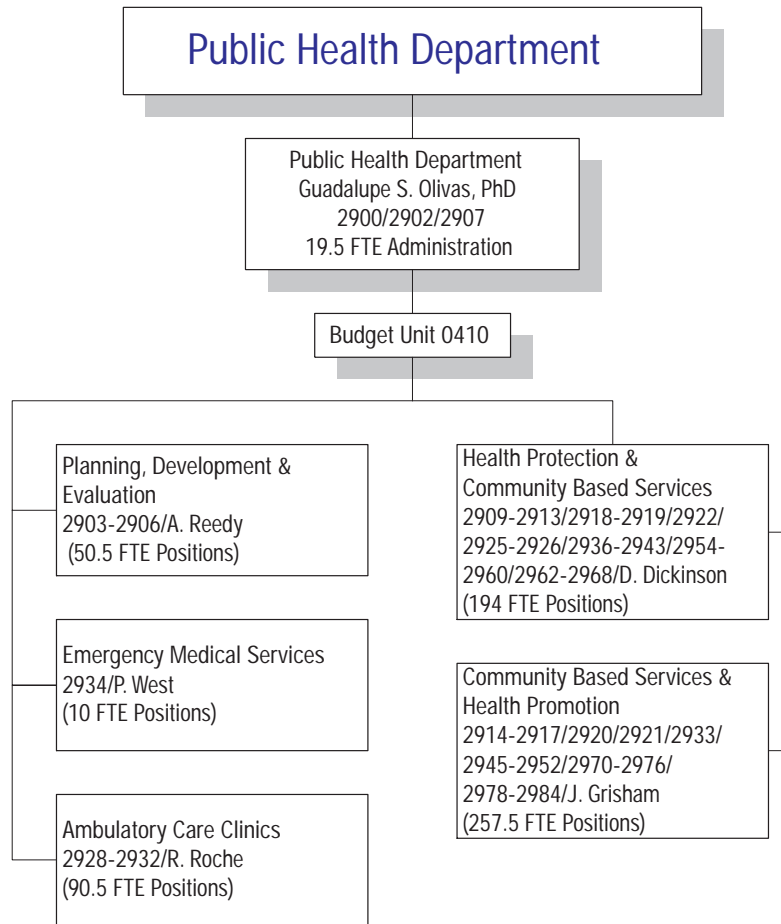 Public Health Department
Public Health Department
Guadalupe S. Olivas, PhD
2900/2902/2907
19.5 FTE Administration
Budget Unit 0410
Planning, Development &
Evaluation
2903-2906/A. Reedy
(50.5 FTE Positions)
Emergency Medical Services
2934/P. West
(10 FTE Positions)
Ambulatory Care Clinics
2928-2932/R. Roche
(90.5 FTE Positions)
Health Protection &
Community Based Services
2909-2913/2918-2919/2922/
2925-2926/2936-2943/2954-
2960/2962-2968/D. Dickinson
(194 FTE Positions)
Community Based Services &
Health Promotion
2914-2917/2920/2921/2933/
2945-2952/2970-2976/
2978-2984/J. Grisham
(257.5 FTE Positions)